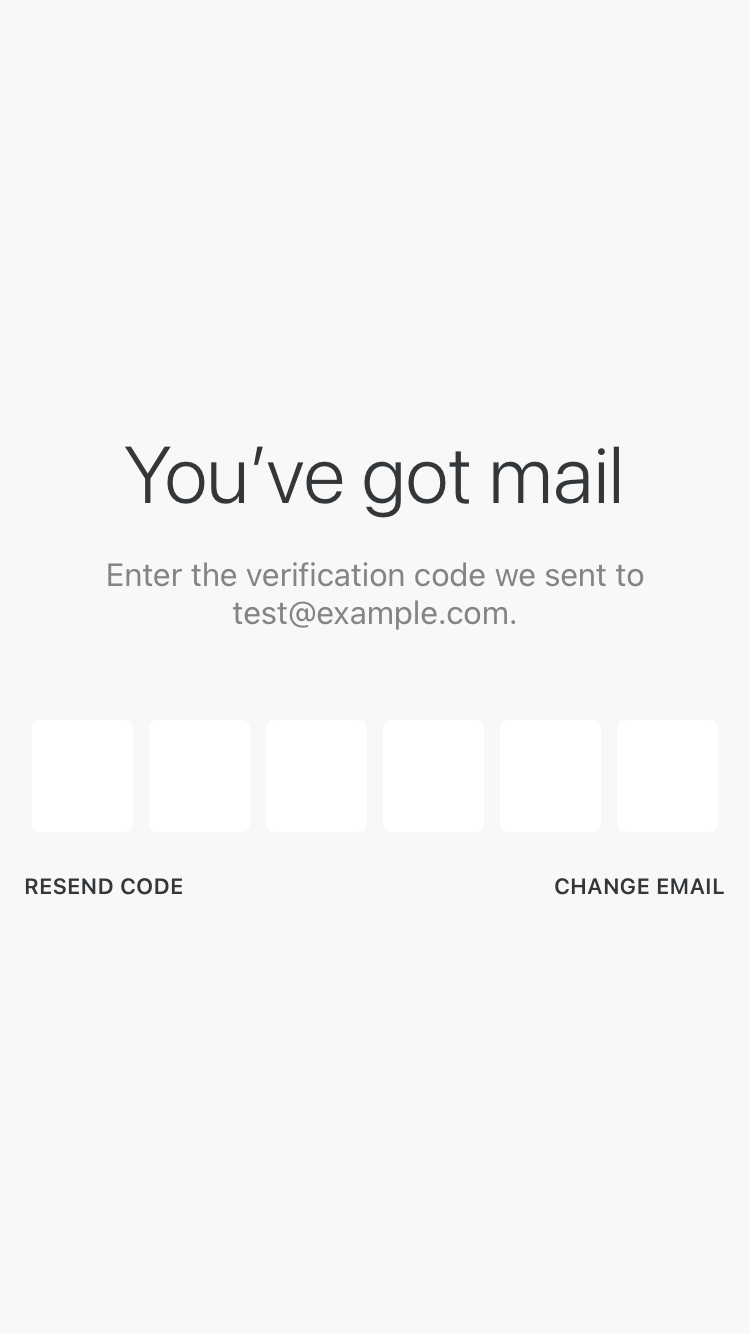 You’ve got mail
Enter the verification code we sent to
test@example.com.
RESEND CODE
CHANGE EMAIL